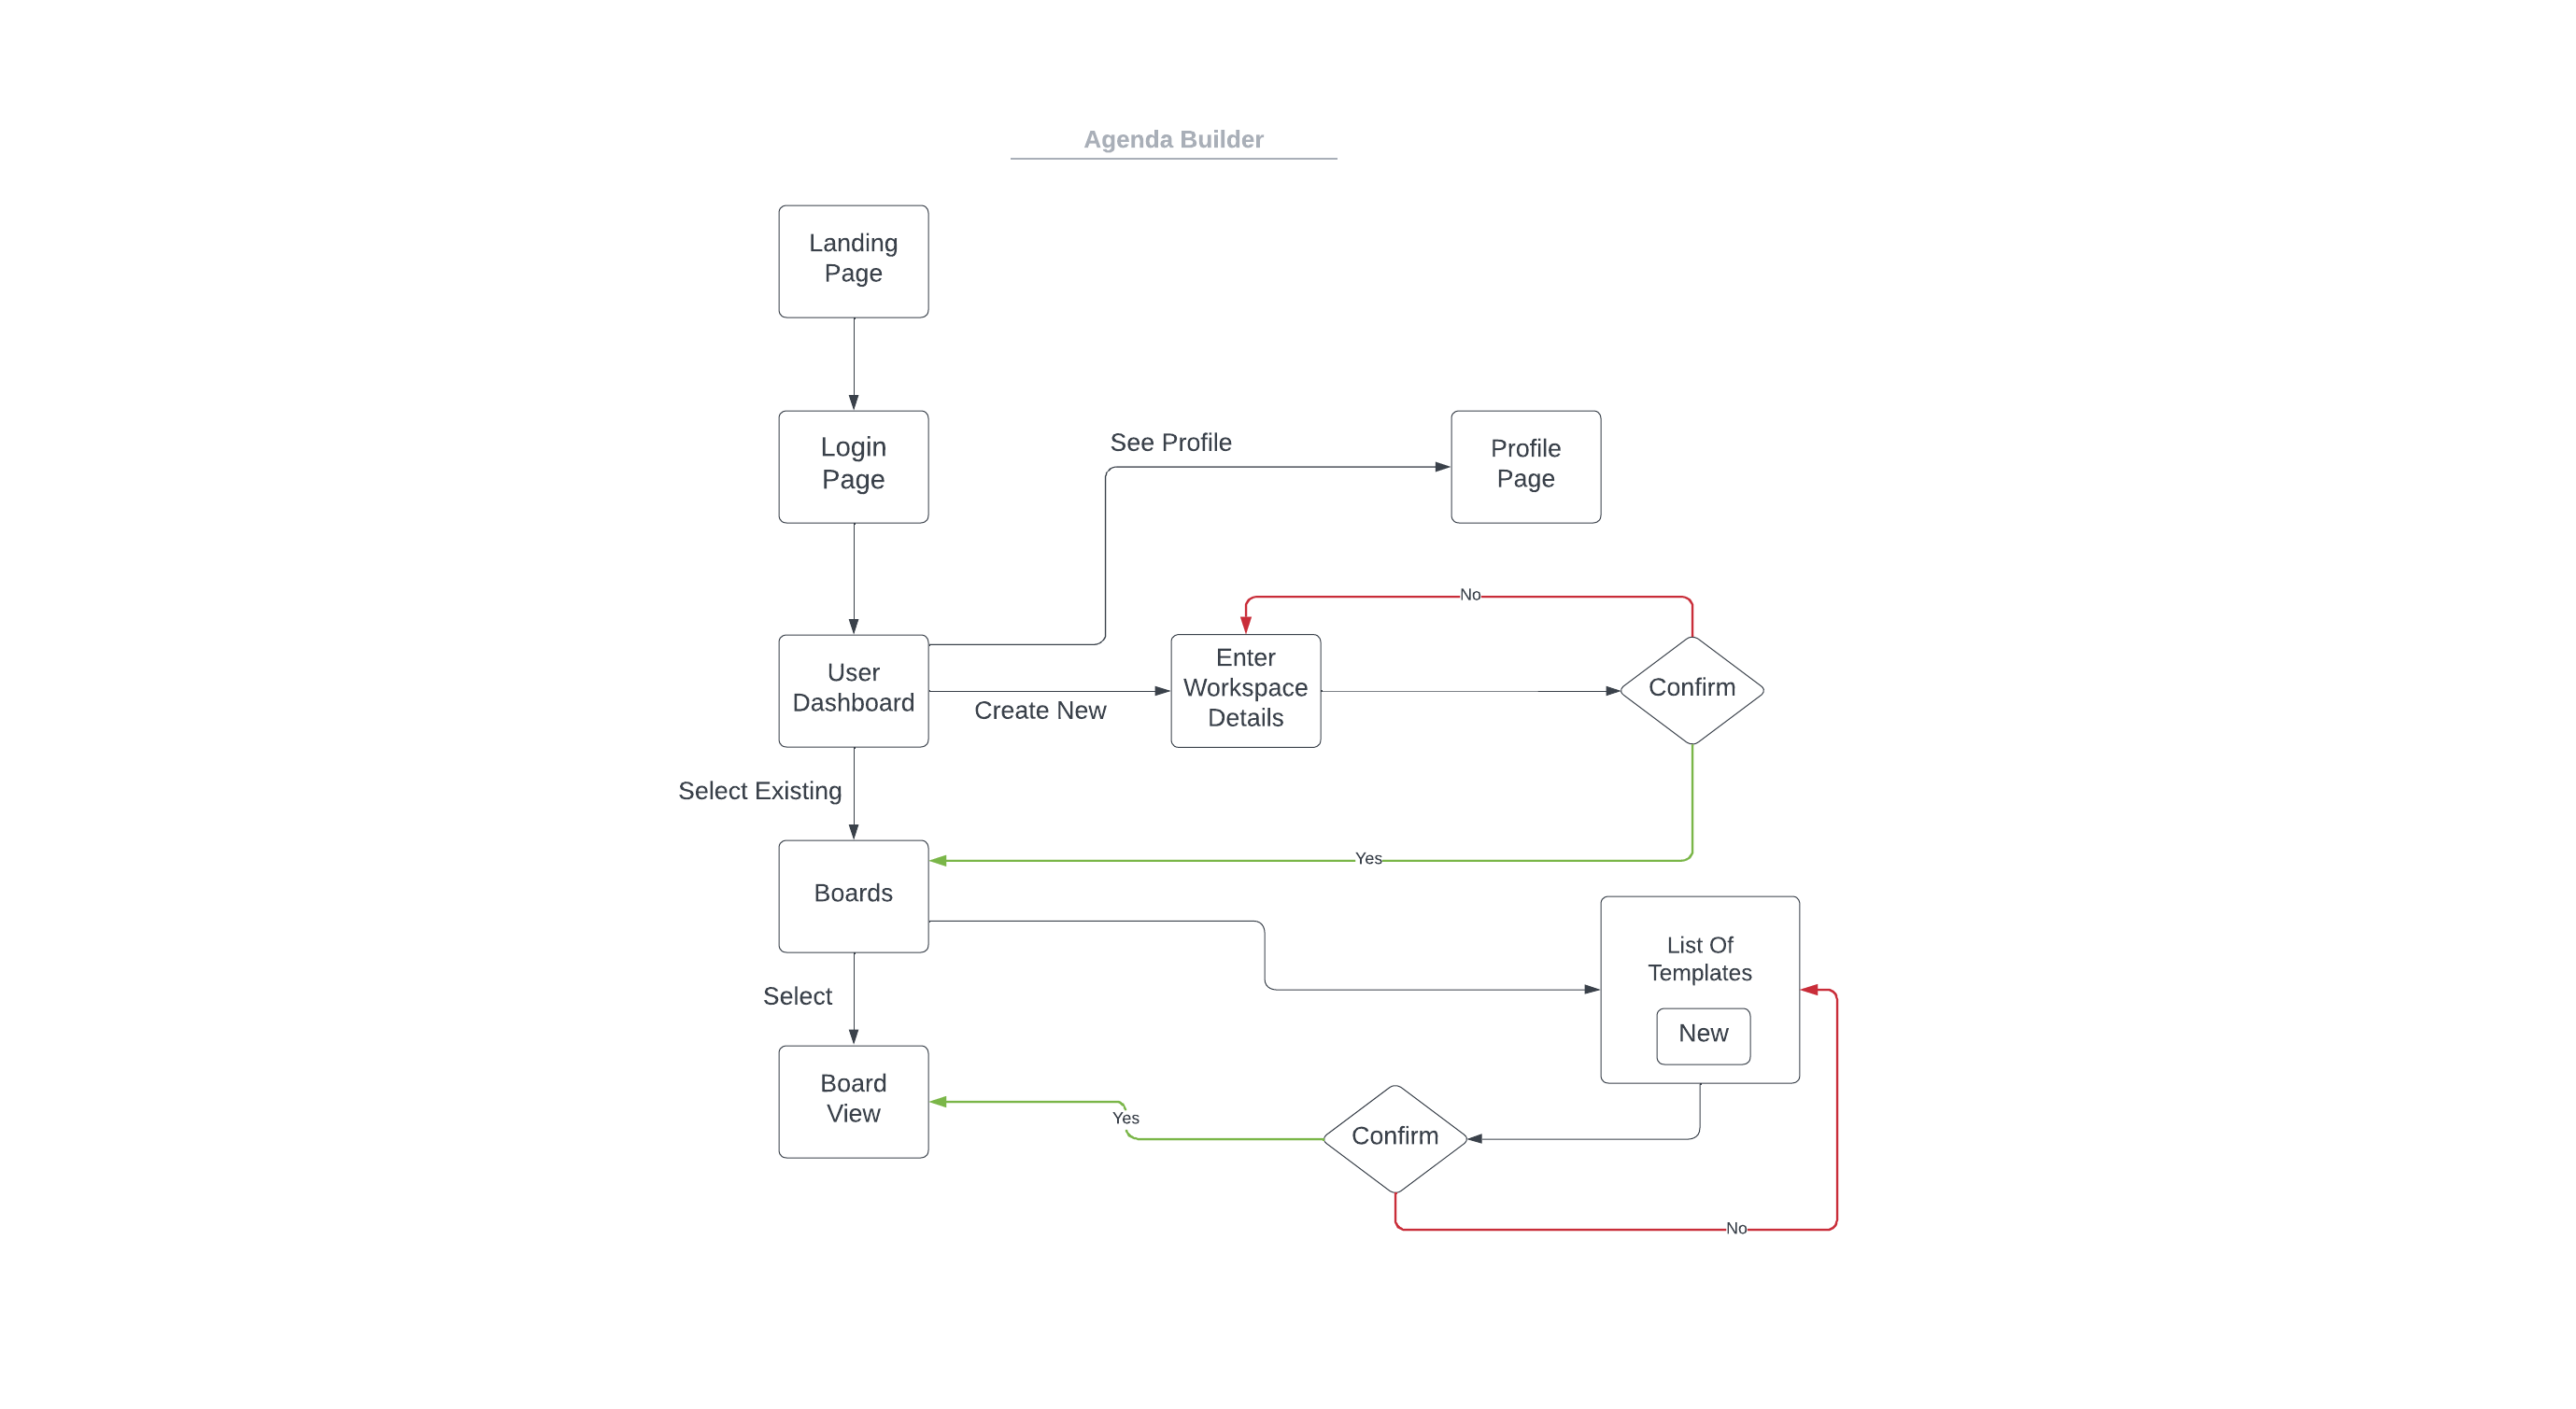 Agenda Builder
Landing
Page
Login
Page
See Profile
Profile
Page
No
User
Dashboard
Create New
Enter
Workspace
Details
Confirm
Select Existing
Yes
Boards
List Of
Templates
New
Select
Board
View
Yes
Confirm
No